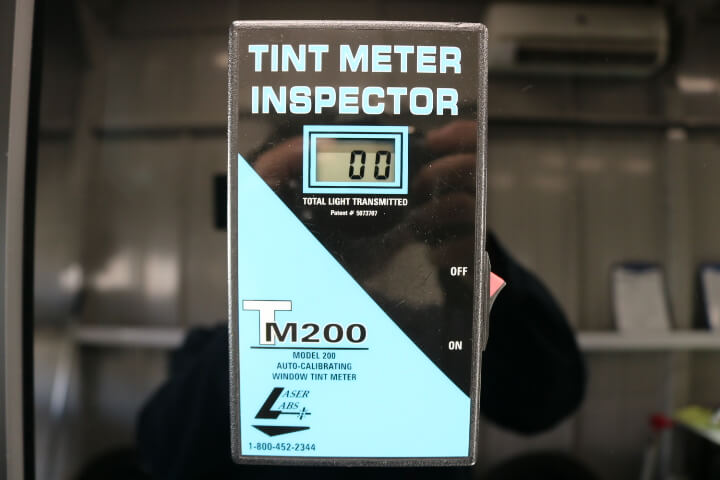 TINT METER
INSPECTOR
00
TOTAL LIGHT TRANSMITTED
Patent # 5073707
OFF
ON
TM200
MODEL 200
AUTO-CALIBRATING
WINDOW TINT METER
LASER
LABS
1-800-452-2344